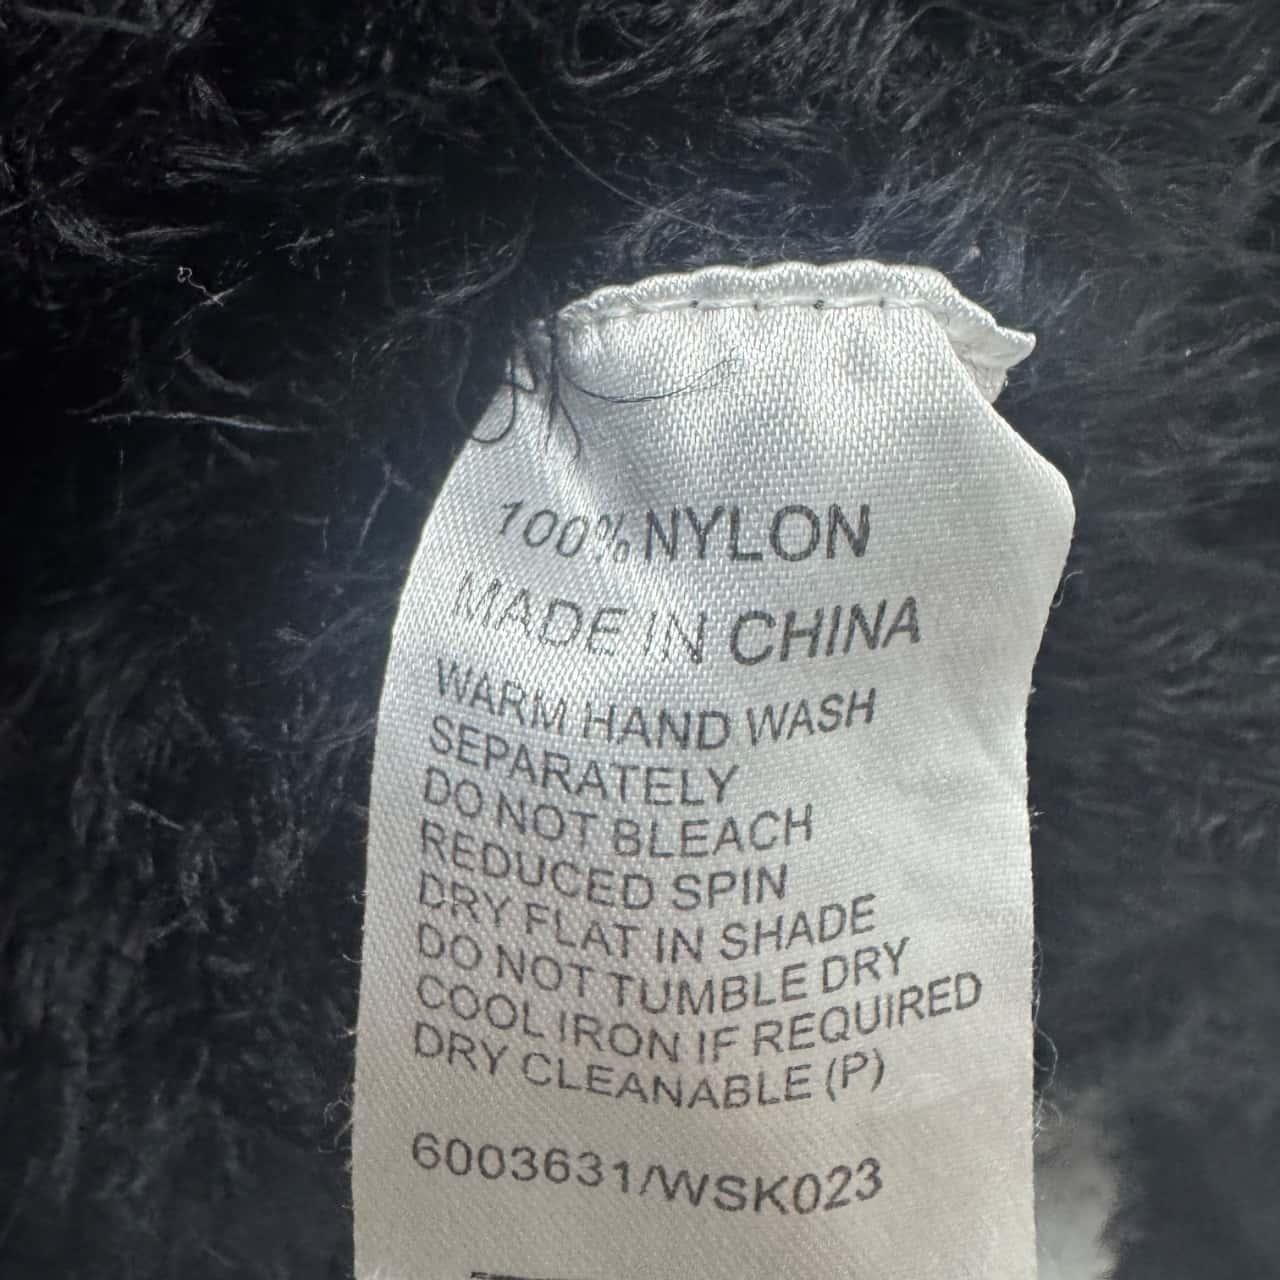 100% NYLON
MADE IN CHINA
WARM HAND WASH
SEPARATELY
DO NOT BLEACH
REDUCED SPIN
DRY FLAT IN SHADE
DO NOT TUMBLE DRY
COOL IRON IF REQUIRED
DRY CLEANABLE (P)
6003631/WSK023